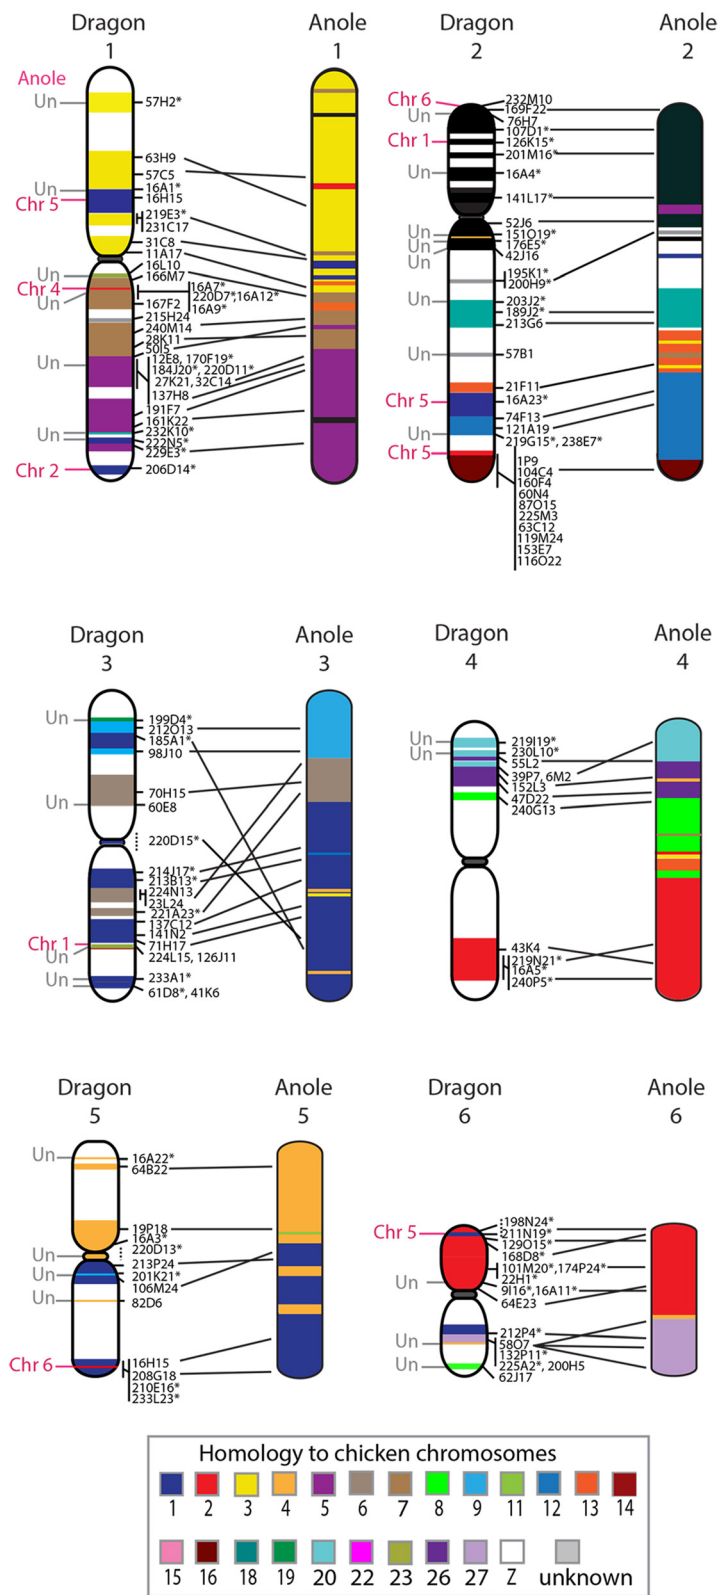 Dragon
1
Anole
1
Anole
Un
57H2*
63H9
57C5
Un
16A1*
Chr 5
16H15
219E3*
231C17
31C8
11A17
16L10
Un
166M7
Chr 4
16A7*
220D7*,16A12*
Un
167F2
16A9*
215H24
240M14
28K11
50I5
12E8, 170F19*
Un
184J20*, 220D11*
27K21, 32C14
137H8
191F7
161K22
Un
232K10*
222N5*
229E3*
Chr 2
206D14*
Dragon
2
Anole
2
Chr 6
232M10
169F22
Un
76H7
107D1*
Chr 1
126K15*
201M16*
Un
16A4*
141L17*
52J6
Un
151O19*
Un
176E5*
Un
42J16
195K1*
200H9*
Un
203J2*
189J2*
213G6
Un
57B1
21F11
Chr 5
16A23*
74F13
121A19
Un
219G15*, 238E7*
Chr 5
1P9
104C4
160F4
60N4
87O15
225M3
63C12
119M24
153E7
116O22
Dragon
3
Anole
3
Un
199D4*
212O13
185A1*
98J10
70H15
Un
60E8
220D15*
214J17*
213B13*
224N13
23L24
221A23*
137C12
141N2
Chr 1
71H17
Un
224L15, 126J11
Un
233A1*
61D8*, 41K6
Dragon
4
Anole
4
Un
219I19*
Un
230L10*
55L2
39P7, 6M2
152L3
47D22
240G13
43K4
219N21*
16A5*
240P5*
Dragon
5
Anole
5
Un
16A22*
64B22
19P18
16A3*
Un
220D13*
213P24
Un
201K21*
106M24
Un
82D6
Chr 6
16H15
208G18
210E16*
233L23*
Dragon
6
Anole
6
198N24*
Chr 5
211N19*
129O15*
168D8*
101M20*,174P24*
22H1*
Un
9I16*,16A11*
64E23
212P4*
Un
58O7
132P11*
Un
225A2*, 200H5
62J17
Homology to chicken chromosomes
1 2 3 4 5 6 7 8 9 11 12 13 14
15 16 18 19 20 22 23 26 27 Z unknown